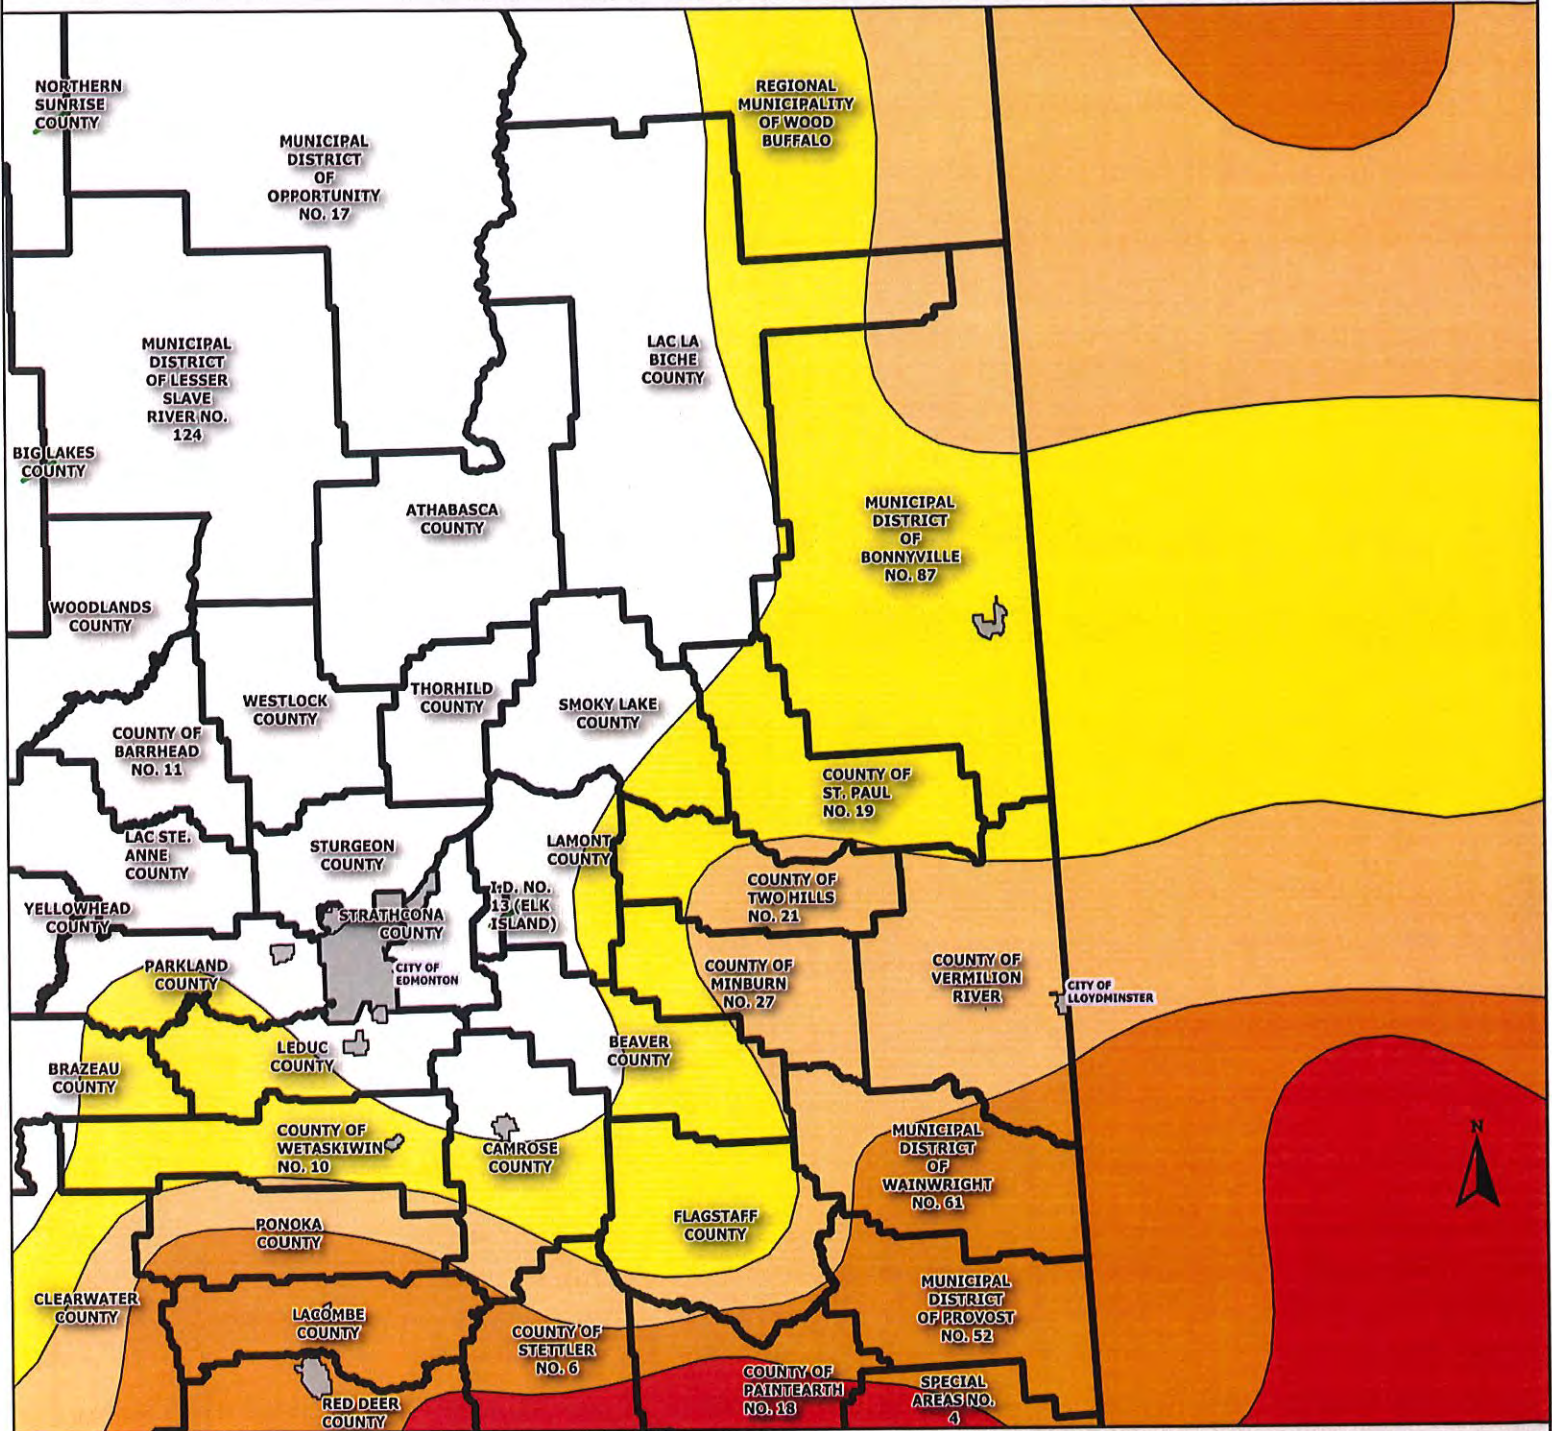 NORTHERN
SUNRISE
COUNTY
REGIONAL
MUNICIPALITY
OF WOOD
BUFFALO
MUNICIPAL
DISTRICT
OF
OPPORTUNITY
NO. 17
MUNICIPAL
DISTRICT
OF LESSER
SLAVE
RIVER NO.
124
LAC LA
BICHE
COUNTY
BIG LAKES
COUNTY
ATHABASCA
COUNTY
MUNICIPAL
DISTRICT
OF
BONNYVILLE
NO. 87
WOODLANDS
COUNTY
WESTLOCK
COUNTY
THORHILD
COUNTY
SMOKY LAKE
COUNTY
COUNTY OF
BARRHEAD
NO. 11
COUNTY OF
ST. PAUL
NO. 19
LAC STE.
ANNE
COUNTY
STURGEON
COUNTY
LAMONT
COUNTY
I.D. NO.
13 (ELK
ISLAND)
COUNTY OF
TWO HILLS
NO. 21
YELLOWHEAD
COUNTY
STRATHCONA
COUNTY
CITY OF
EDMONTON
PARKLAND
COUNTY
COUNTY OF
MINBURN
NO. 27
COUNTY OF
VERMILION
RIVER
CITY OF
LLOYDMINSTER
BRAZEAU
COUNTY
LEDUC
COUNTY
BEAVER
COUNTY
COUNTY OF
WETASKIWIN
NO. 10
CAMROSE
COUNTY
MUNICIPAL
DISTRICT
OF
WAINWRIGHT
NO. 61
N
PONOKA
COUNTY
FLAGSTAFF
COUNTY
CLEARWATER
COUNTY
LACOMBE
COUNTY
COUNTY OF
STETTLER
NO. 6
MUNICIPAL
DISTRICT
OF PROVOST
NO. 52
RED DEER
COUNTY
COUNTY OF
PAINTEARTH
NO. 18
SPECIAL
AREAS NO.
4